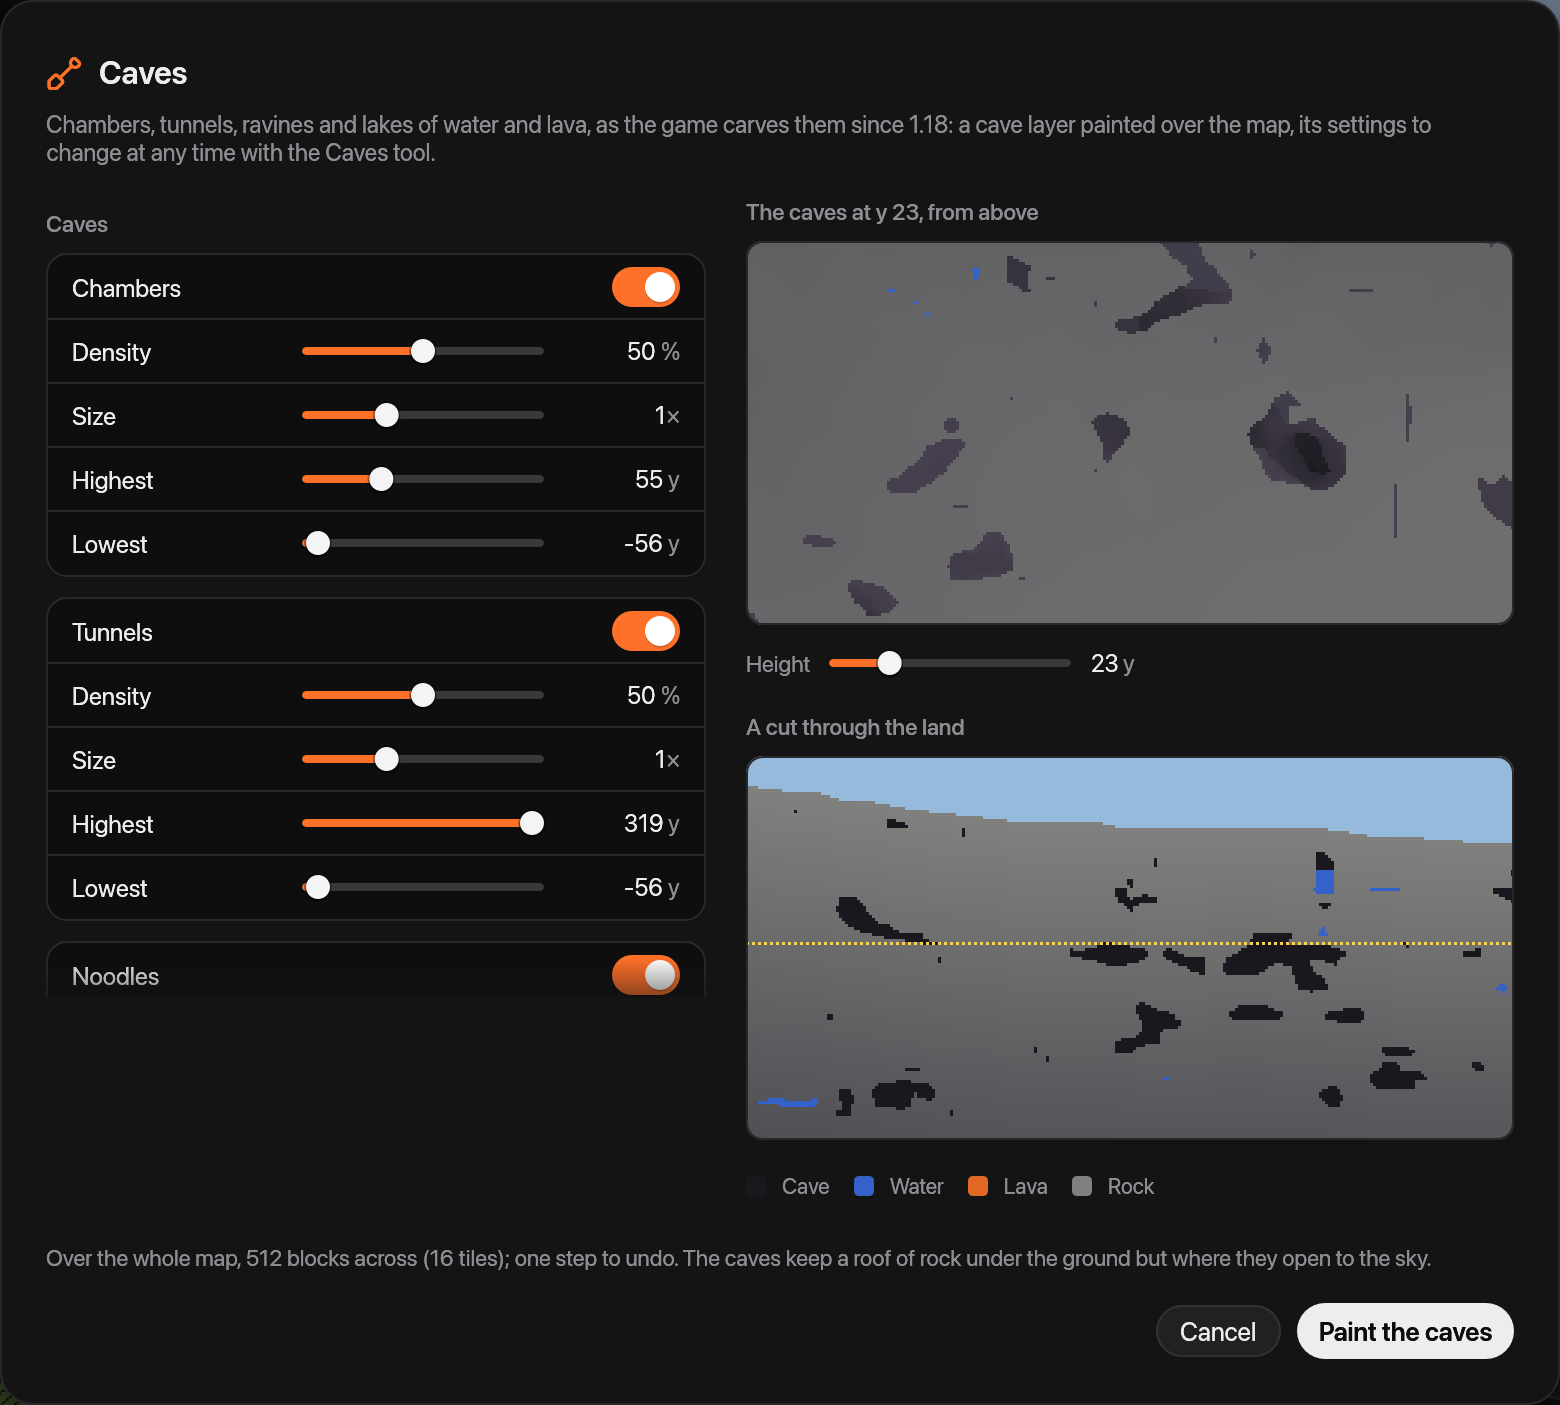 Caves
Chambers, tunnels, ravines and lakes of water and lava, as the game carves them since 1.18: a cave layer painted over the map, its settings to
change at any time with the Caves tool.
Caves
Chambers
Density 50 %
Size 1×
Highest 55 y
Lowest -56 y
Tunnels
Density 50 %
Size 1×
Highest 319 y
Lowest -56 y
Noodles
The caves at y 23, from above
Height 23 y
A cut through the land
Cave Water Lava Rock
Over the whole map, 512 blocks across (16 tiles); one step to undo. The caves keep a roof of rock under the ground but where they open to the sky.
Cancel Paint the caves